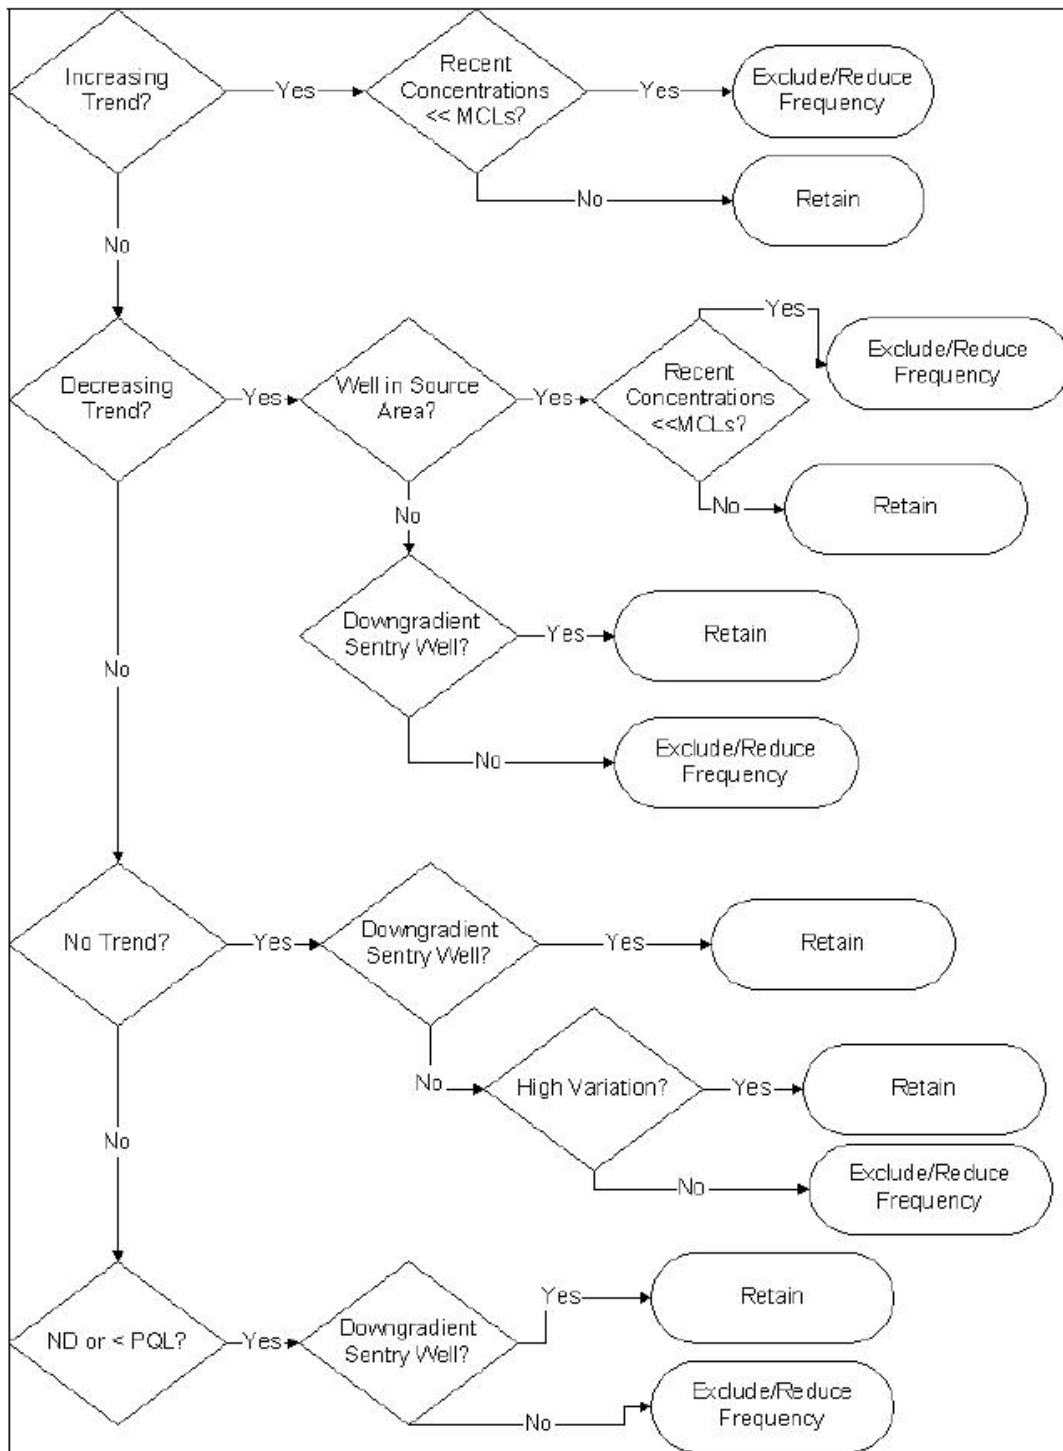 Increasing
Trend?
Yes
Recent
Concentrations
<< MCLs?
Yes
Exclude/Reduce
Frequency
No
Retain
No
Decreasing
Trend?
Yes
Well in Source
Area?
Yes
Recent
Concentrations
<<MCLs?
Yes
Exclude/Reduce
Frequency
No
Retain
No
Downgradient
Sentry Well?
Yes
Retain
No
Exclude/Reduce
Frequency
No
No Trend?
Yes
Downgradient
Sentry Well?
Yes
Retain
No
High Variation?
Yes
Retain
No
Exclude/Reduce
Frequency
No
ND or < PQL?
Yes
Downgradient
Sentry Well?
Yes
Retain
No
Exclude/Reduce
Frequency